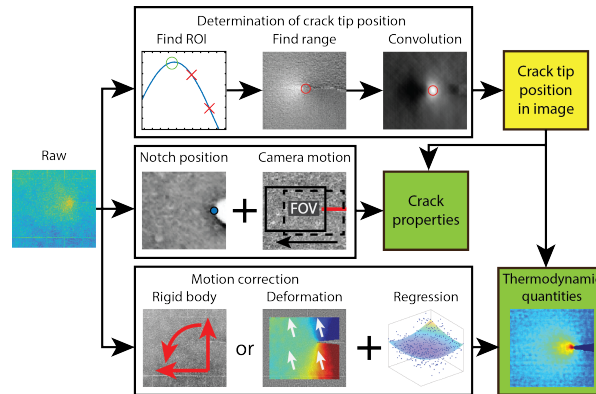 Determination of crack tip position
Find ROI
Find range
Convolution
Crack tip
position
in image
Raw
Notch position
Camera motion
+
FOV
Crack
properties
Motion correction
Rigid body
Deformation
Regression
or
+
Thermodynamic
quantities